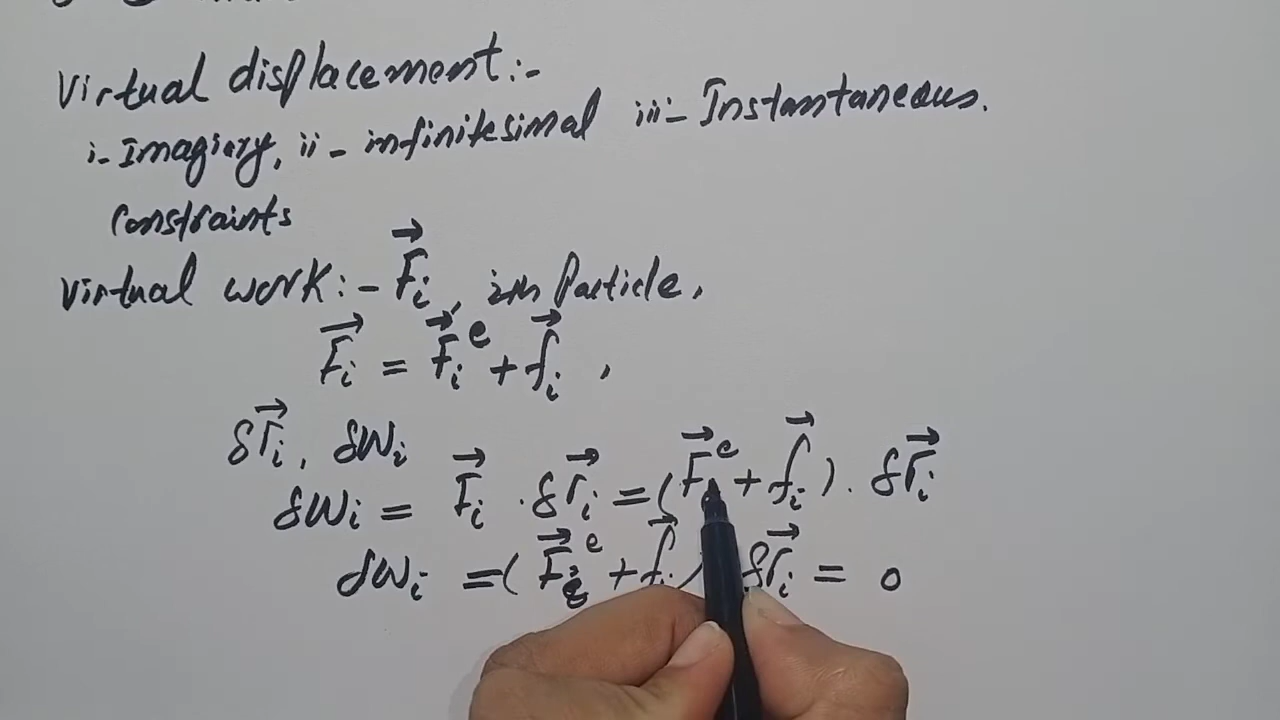 Virtual displacement:-
i- Imagiary, ii - infinitesimal iii- Instantaneous.
Constraints
Virtual work:- F⃗ᵢ, ith Particle,
F⃗ᵢ = F⃗ᵢᵉ + f⃗ᵢ ,
δr⃗ᵢ, δWᵢ
δWᵢ = F⃗ᵢ · δr⃗ᵢ = (F⃗ᵢᵉ + f⃗ᵢ) · δr⃗ᵢ
δWᵢ = (F⃗ᵢᵉ + f⃗ᵢ) δr⃗ᵢ = 0